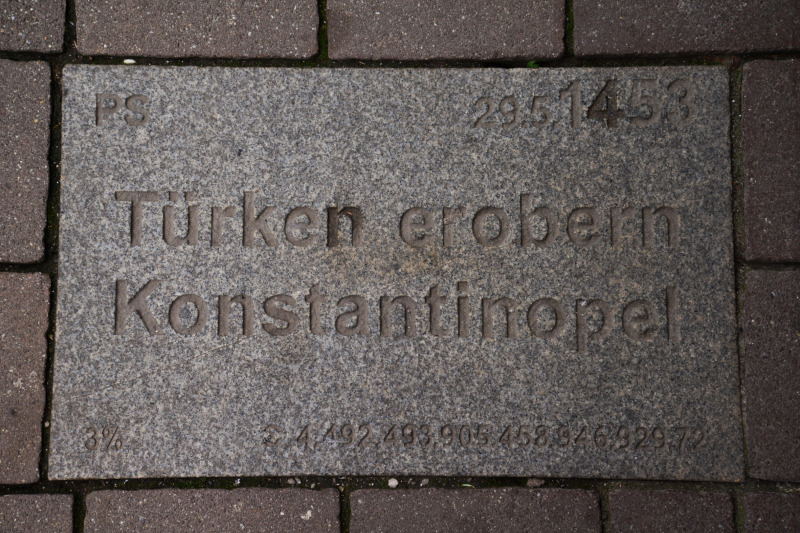 PS 29.5.1453
Türken erobern
Konstantinopel
3% 4.492.493.905.458.946.929,72